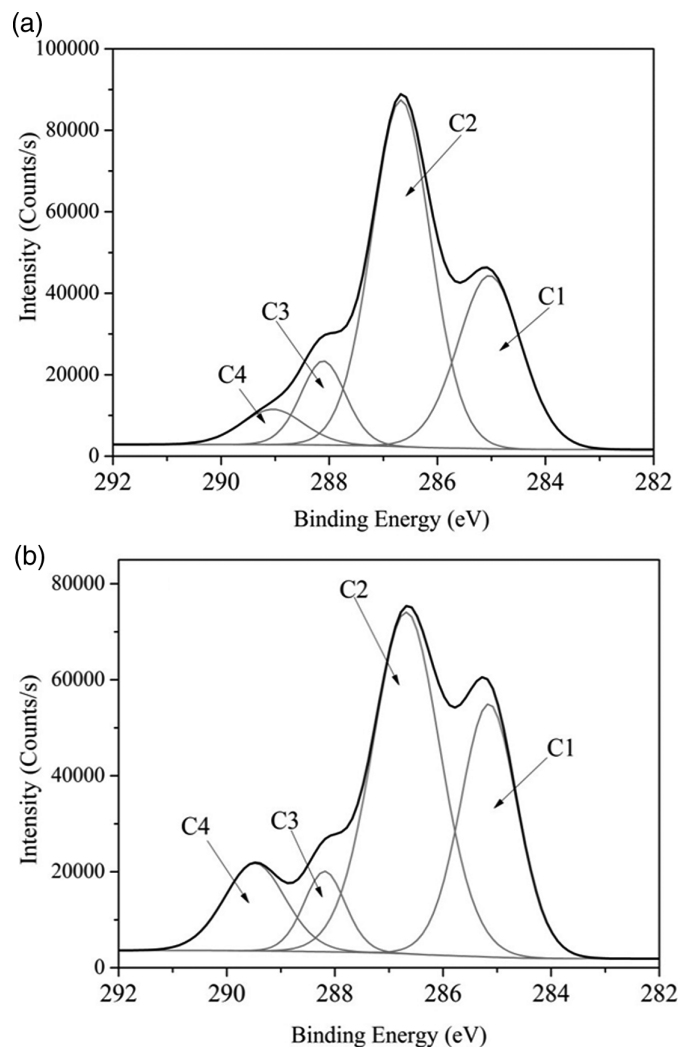 (a)
100000
80000
60000
40000
20000
0
Intensity (Counts/s)
C2
C1
C3
C4
292 290 288 286 284 282
Binding Energy (eV)
(b)
80000
60000
40000
20000
0
Intensity (Counts/s)
C2
C1
C3
C4
292 290 288 286 284 282
Binding Energy (eV)